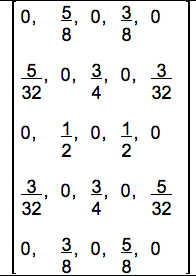 0, 5/8, 0, 3/8, 0
5/32, 0, 3/4, 0, 3/32
0, 1/2, 0, 1/2, 0
3/32, 0, 3/4, 0, 5/32
0, 3/8, 0, 5/8, 0